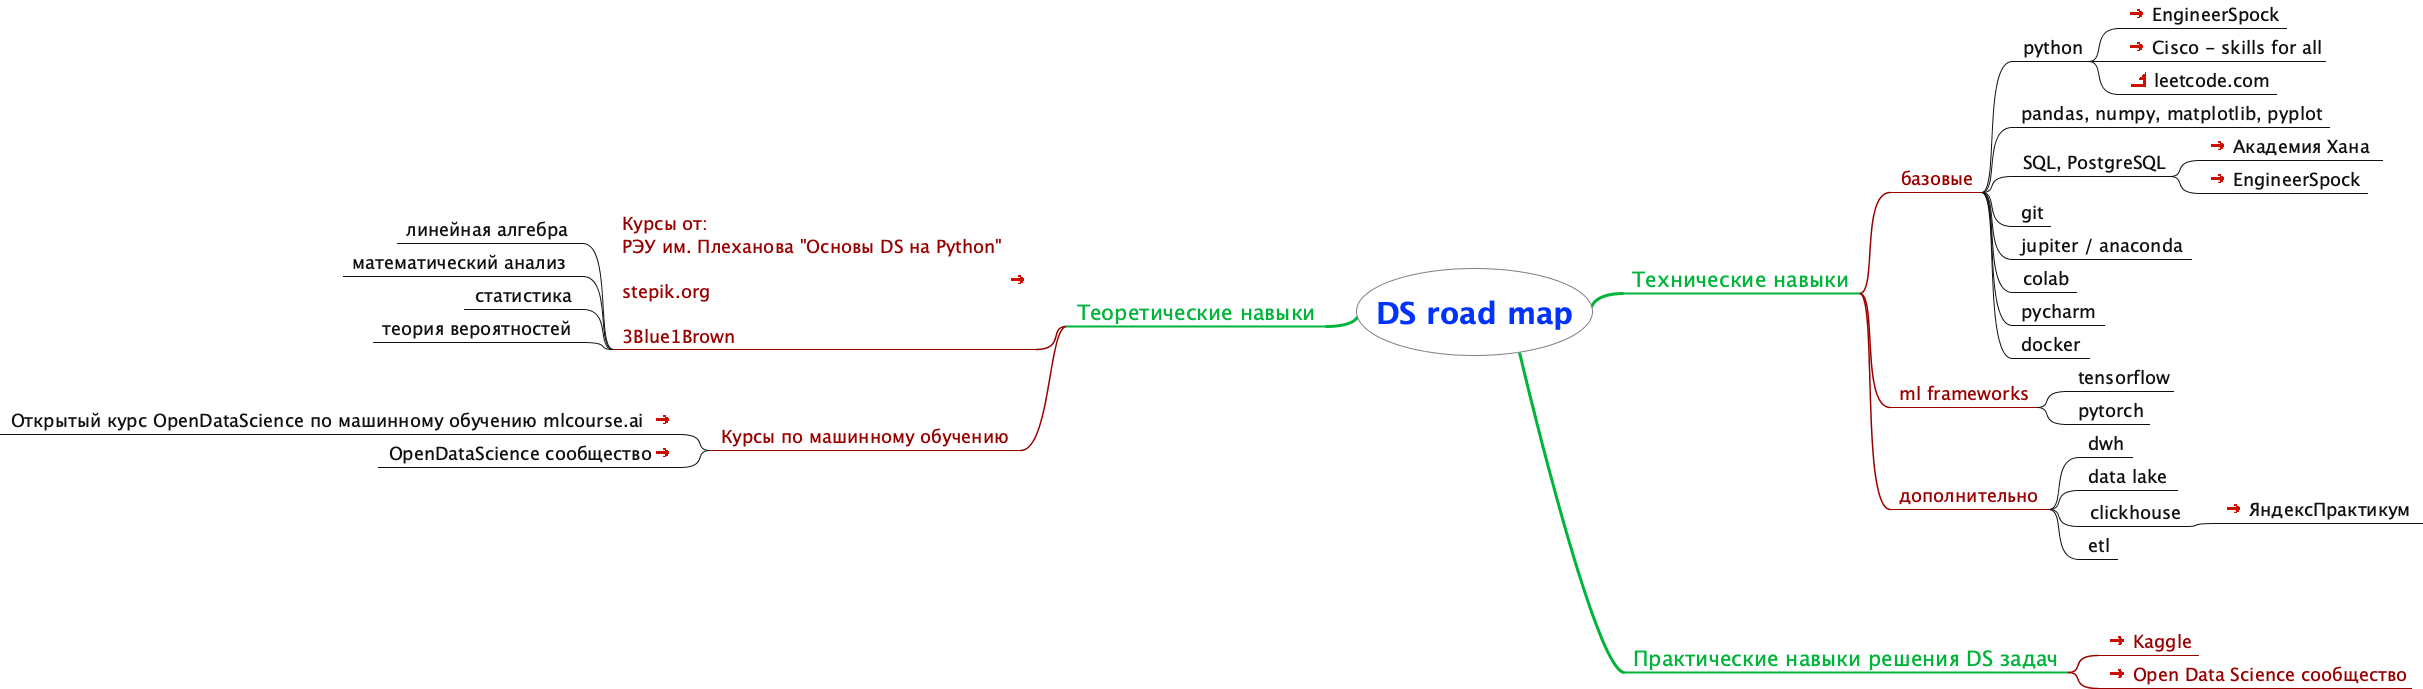 DS road map
Технические навыки
базовые
python
EngineerSpock
Cisco - skills for all
leetcode.com
pandas, numpy, matplotlib, pyplot
SQL, PostgreSQL
Академия Хана
EngineerSpock
git
jupiter / anaconda
colab
pycharm
docker
ml frameworks
tensorflow
pytorch
дополнительно
dwh
data lake
clickhouse
ЯндексПрактикум
etl
Практические навыки решения DS задач
Kaggle
Open Data Science сообщество
Теоретические навыки
Курсы от:
РЭУ им. Плеханова "Основы DS на Python"
stepik.org
3Blue1Brown
линейная алгебра
математический анализ
статистика
теория вероятностей
Курсы по машинному обучению
Открытый курс OpenDataScience по машинному обучению mlcourse.ai
OpenDataScience сообщество